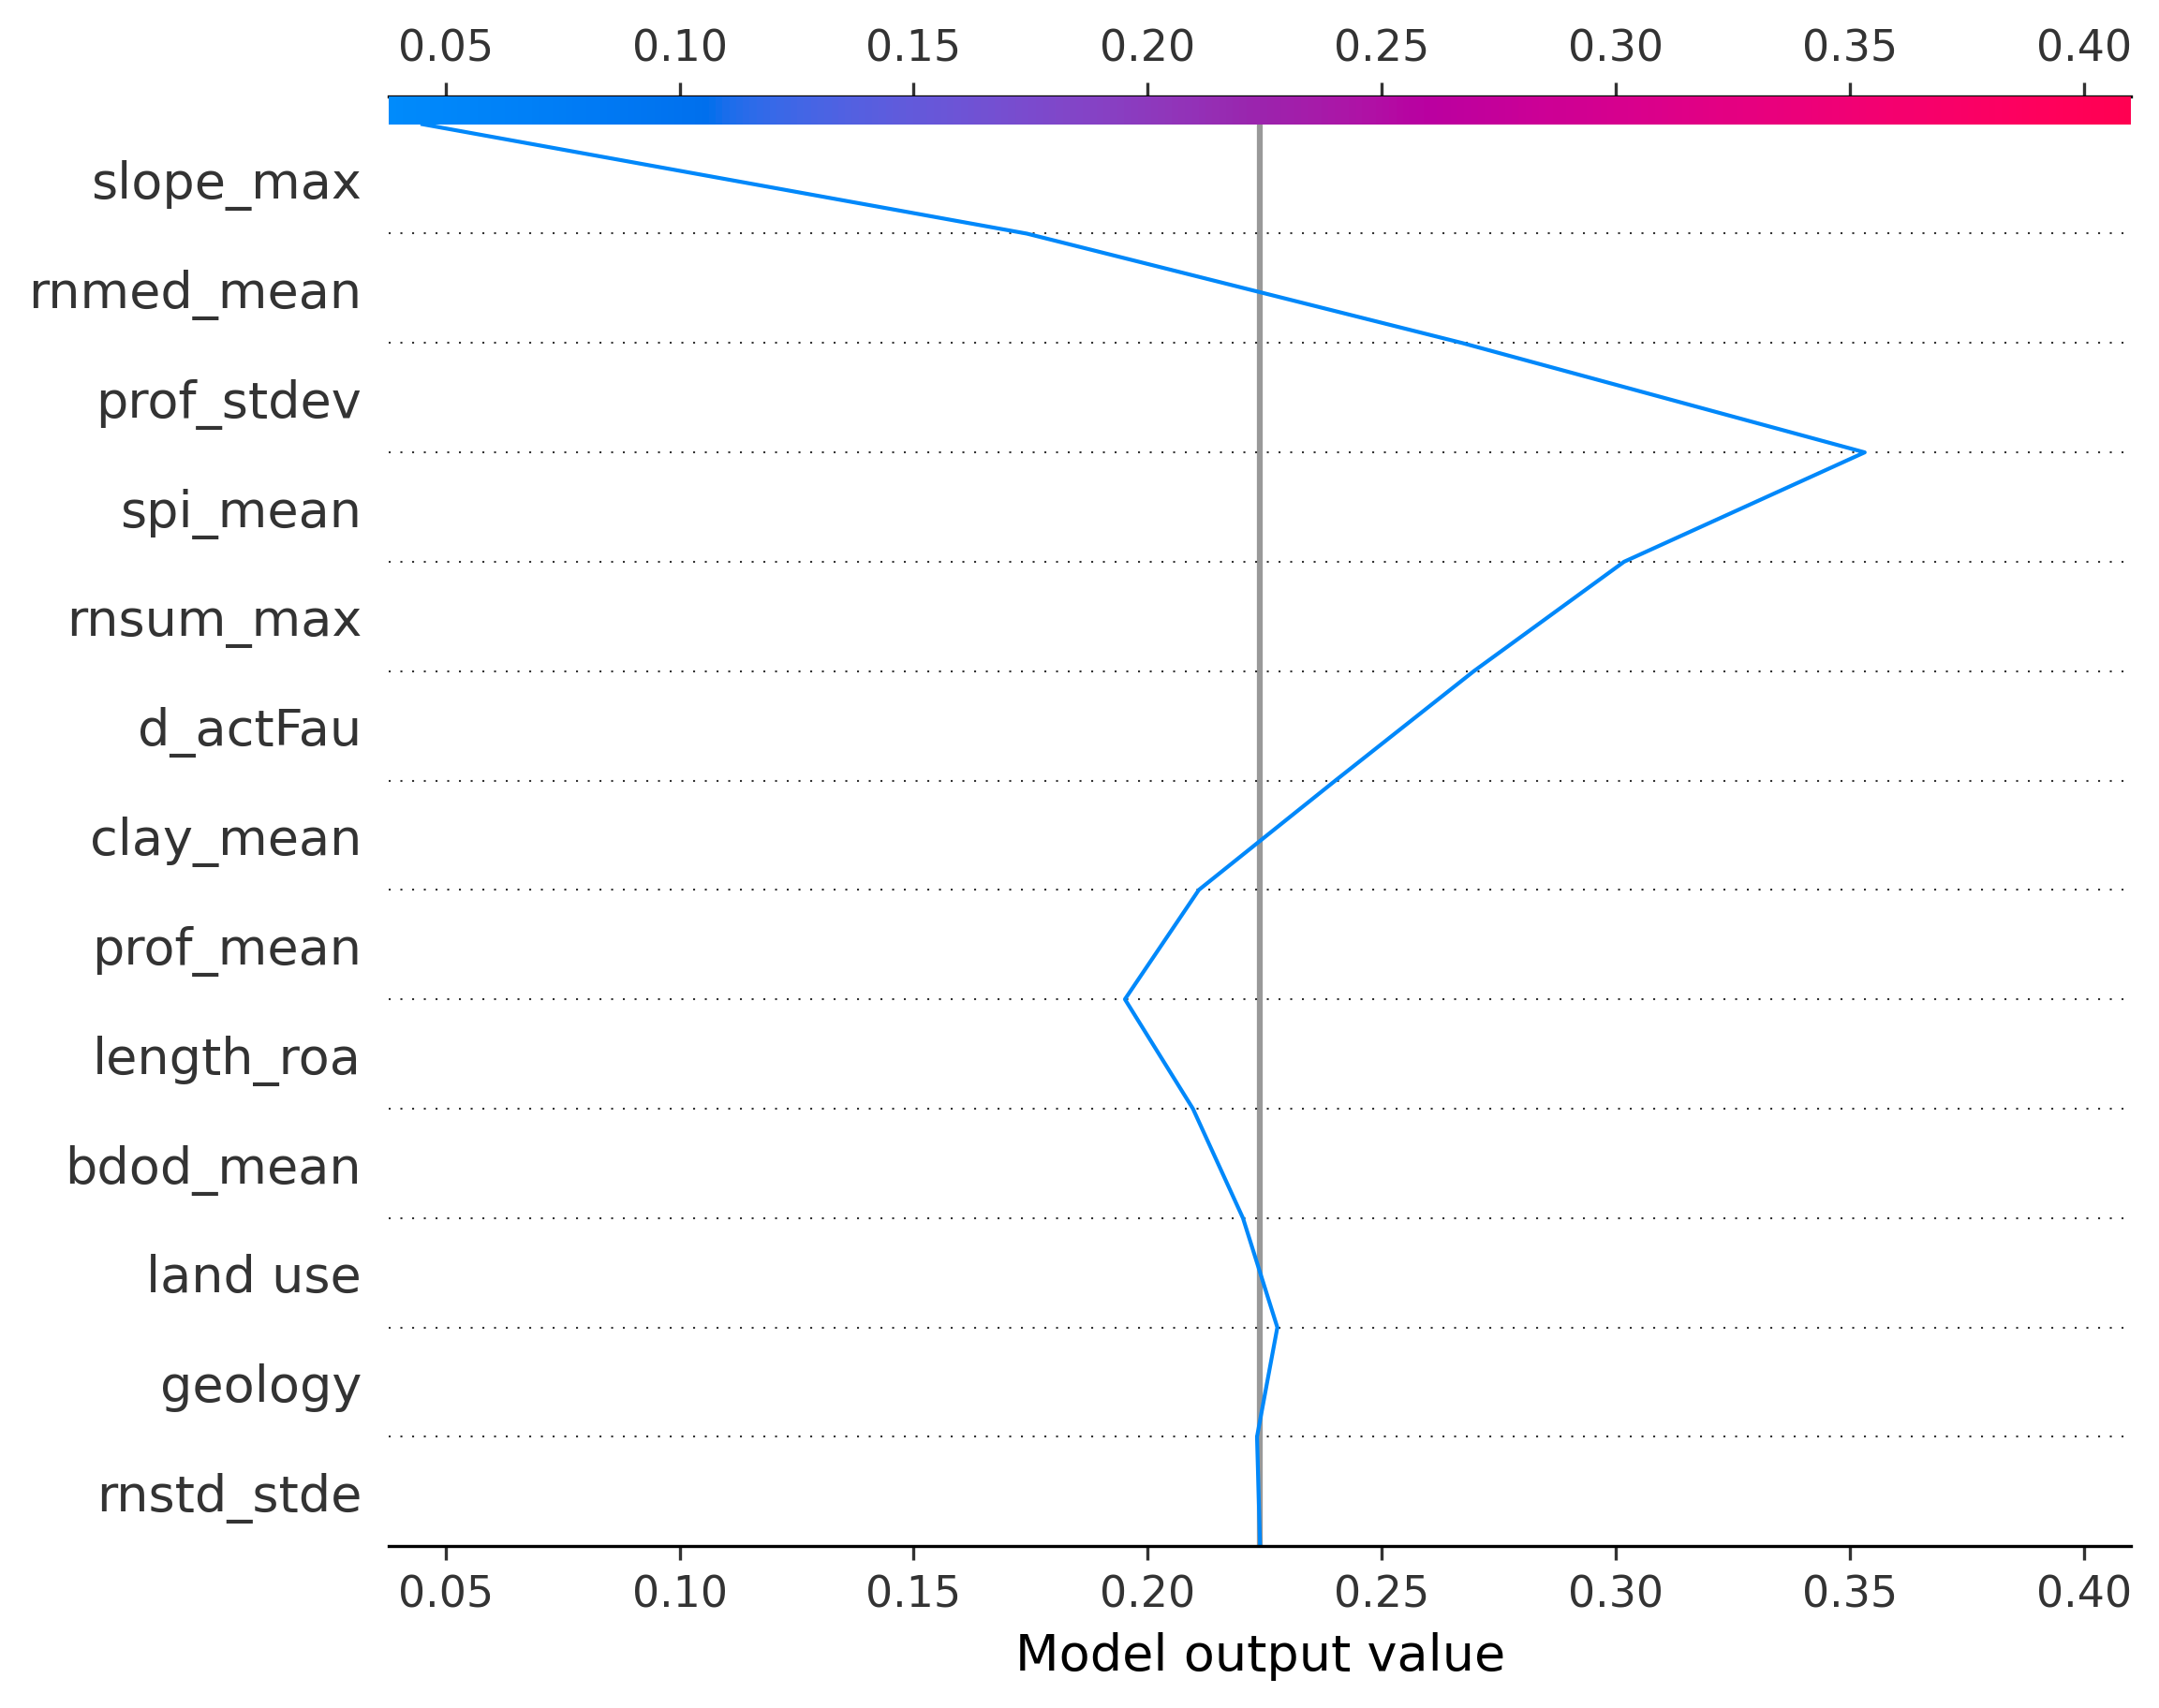 0.05 0.10 0.15 0.20 0.25 0.30 0.35 0.40
slope_max
rnmed_mean
prof_stdev
spi_mean
rnsum_max
d_actFau
clay_mean
prof_mean
length_roa
bdod_mean
land use
geology
rnstd_stde
0.05 0.10 0.15 0.20 0.25 0.30 0.35 0.40
Model output value